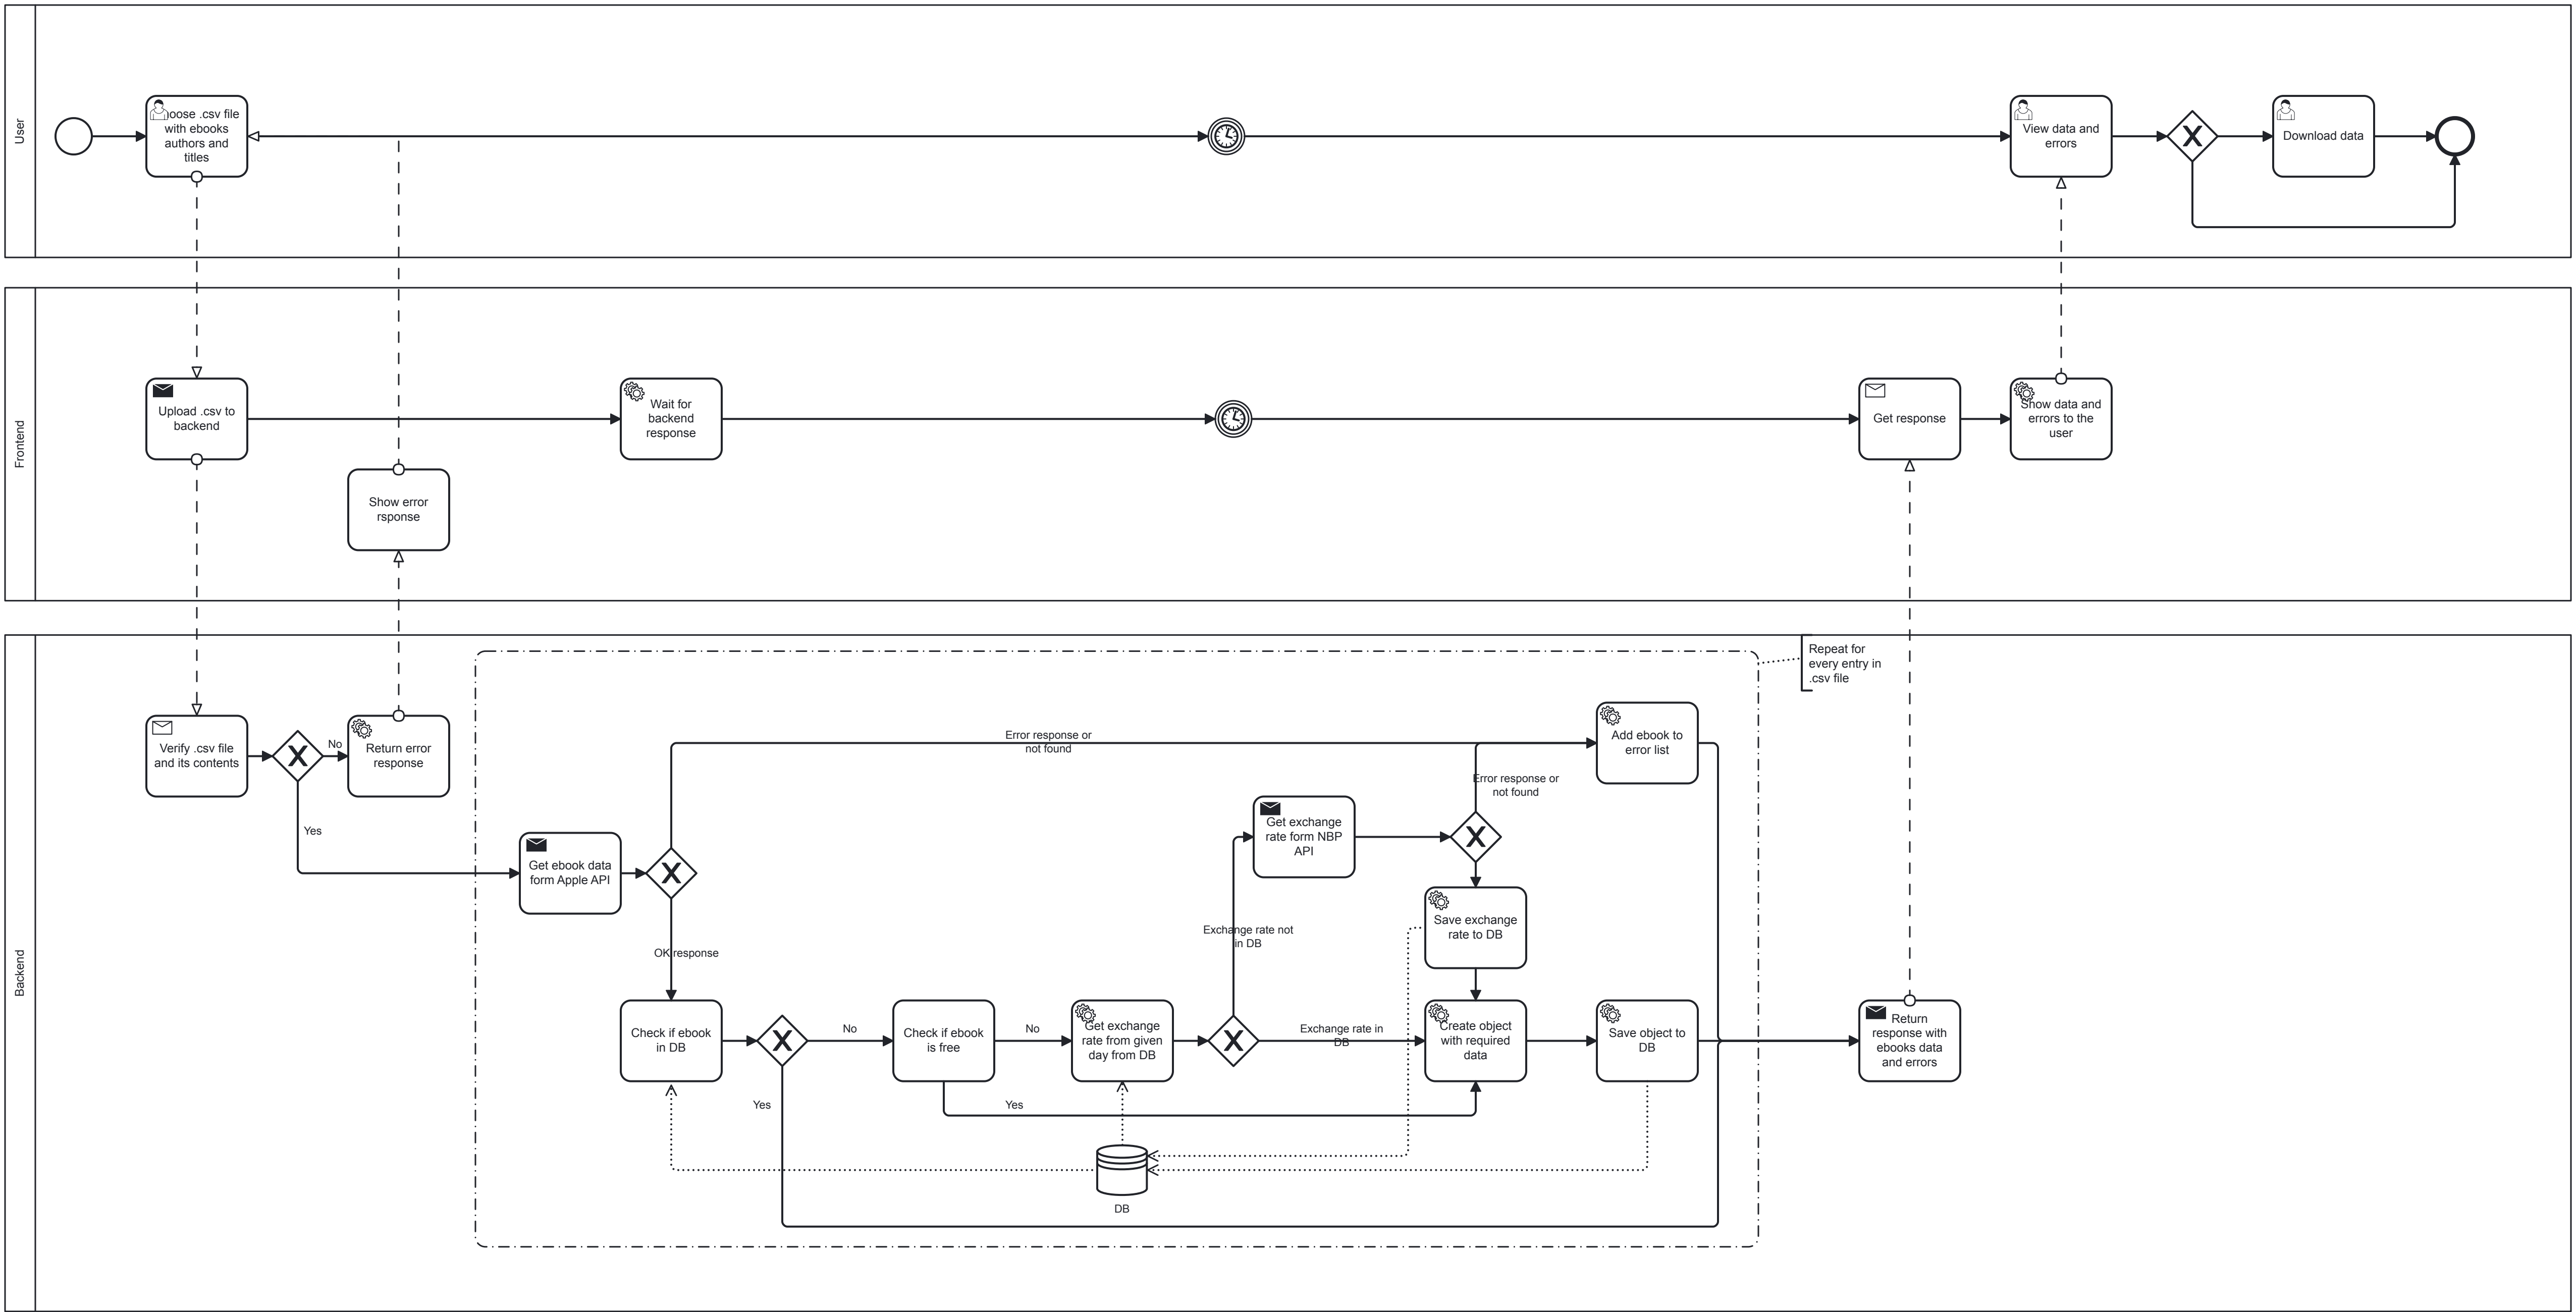 User
oose .csv file
with ebooks
authors and
titles
View data and
errors
Download data
Frontend
Upload .csv to
backend
Wait for
backend
response
Get response
Show data and
errors to the
user
Show error
rsponse
Backend
Repeat for
every entry in
.csv file
Verify .csv file
and its contents
No
Return error
response
Yes
Error response or
not found
Add ebook to
error list
Error response or
not found
Get exchange
rate form NBP
API
Get ebook data
form Apple API
OK response
Exchange rate not
in DB
Save exchange
rate to DB
Check if ebook
in DB
No
Check if ebook
is free
No
Get exchange
rate from given
day from DB
Exchange rate in
DB
Create object
with required
data
Save object to
DB
Return
response with
ebooks data
and errors
Yes
Yes
DB